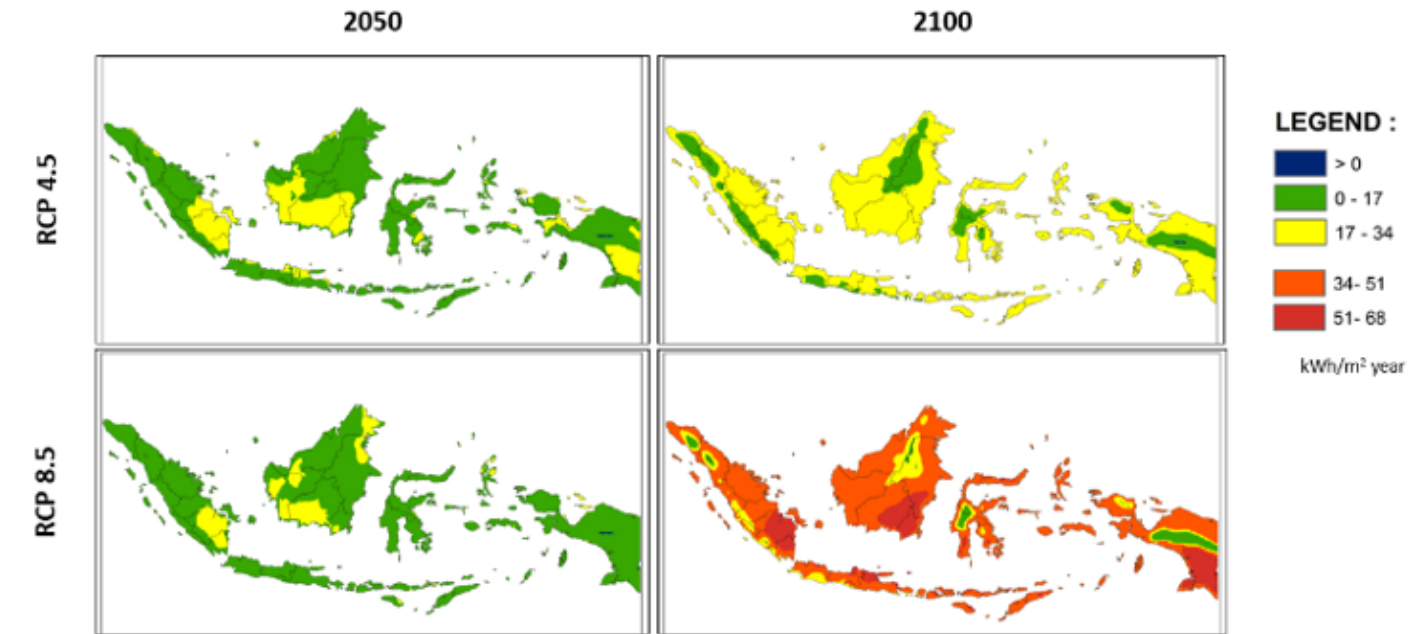 2050
2100
RCP 4.5
LEGEND :
> 0
0 - 17
17 - 34
34- 51
51- 68
kWh/m² year
RCP 8.5